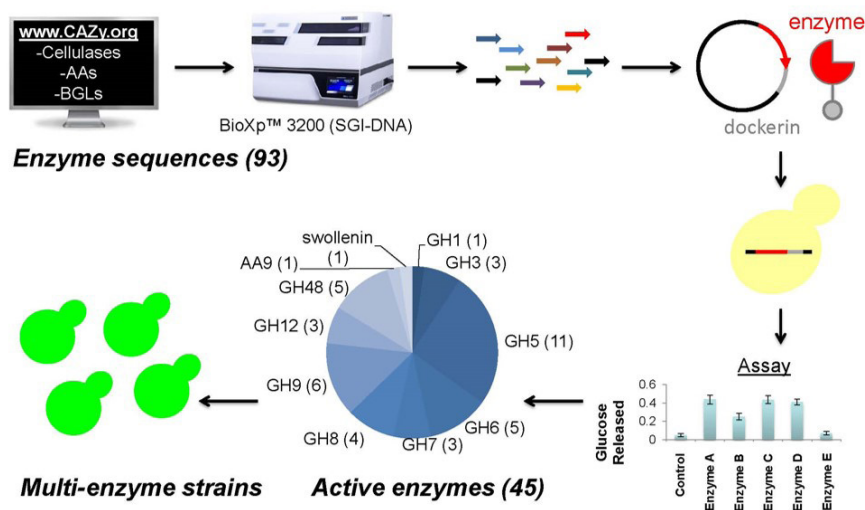 www.CAZy.org
-Cellulases
-AAs
-BGLs
BioXp™ 3200 (SGI-DNA)
Enzyme sequences (93)
enzyme
dockerin
swollenin
(1)
GH1 (1)
AA9 (1)
GH3 (3)
GH48 (5)
GH12 (3)
GH5 (11)
GH9 (6)
GH6 (5)
GH8 (4)
GH7 (3)
Multi-enzyme strains
Active enzymes (45)
Assay
Glucose
Released
0.6
0.4
0.2
0
Control
Enzyme A
Enzyme B
Enzyme C
Enzyme D
Enzyme E